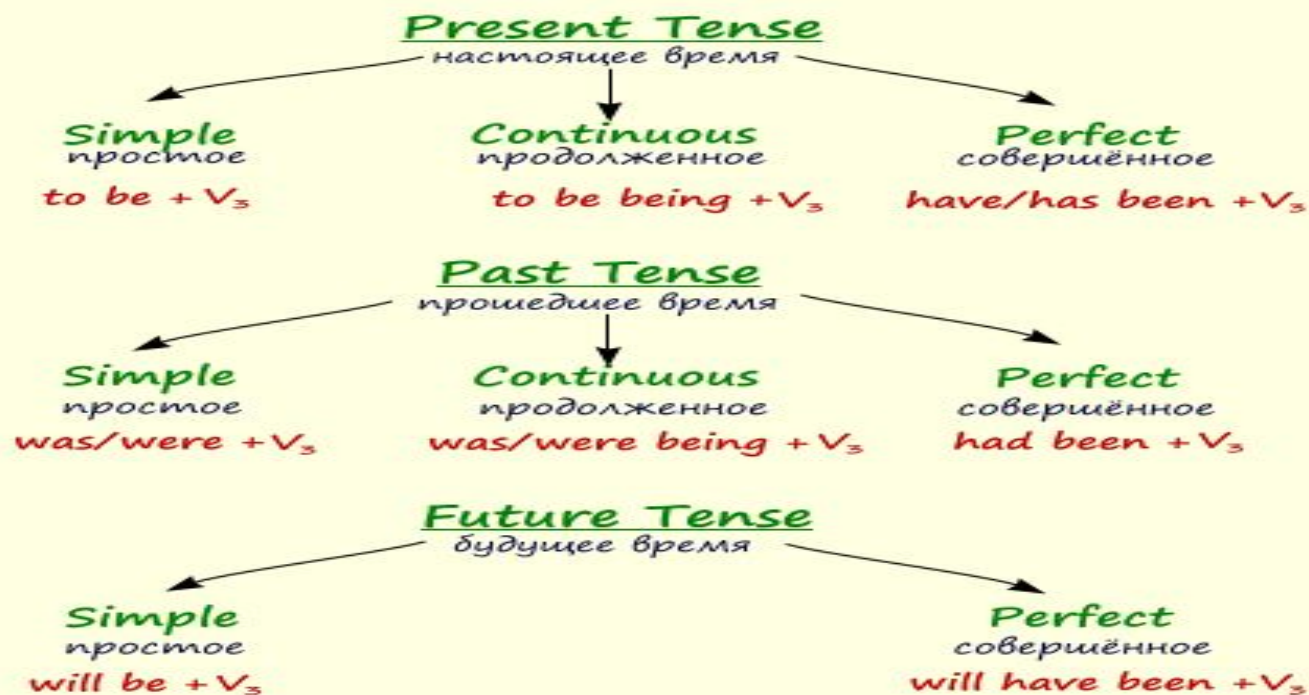 Present Tense
настоящее время
Simple Continuous Perfect
простое продолженное совершённое
to be + V₃ to be being + V₃ have/has been + V₃
Past Tense
прошедшее время
Simple Continuous Perfect
простое продолженное совершённое
was/were + V₃ was/were being + V₃ had been + V₃
Future Tense
будущее время
Simple Perfect
простое совершённое
will be + V₃ will have been + V₃